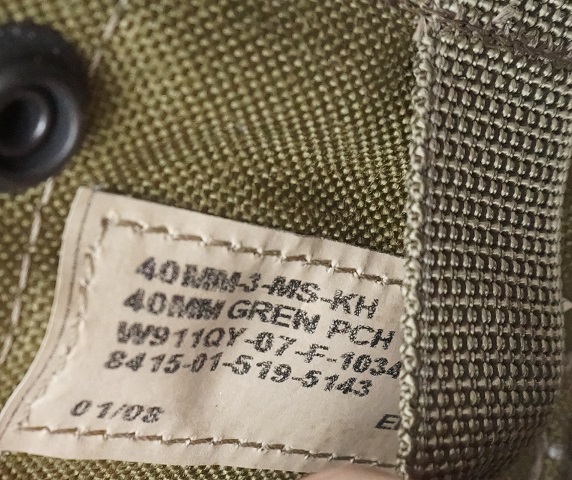 40MM-3-MS-KH
40MM GREN PCH
W911QY-07-F-1034
8415-01-519-5143
01/08